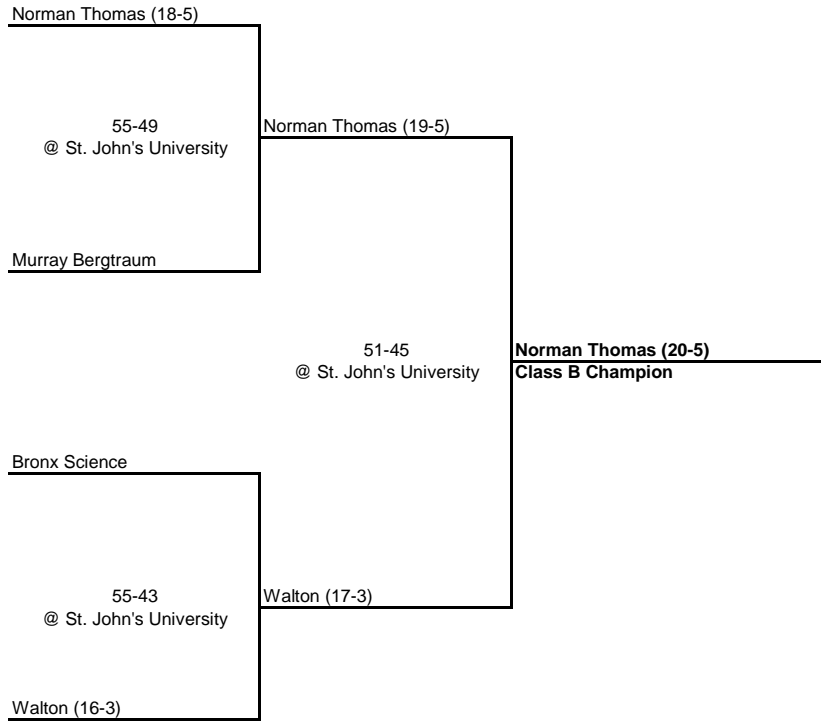 Norman Thomas (18-5)
55-49
@ St. John's University
Norman Thomas (19-5)
Murray Bergtraum
51-45
@ St. John's University
Norman Thomas (20-5)
Class B Champion
Bronx Science
55-43
@ St. John's University
Walton (17-3)
Walton (16-3)